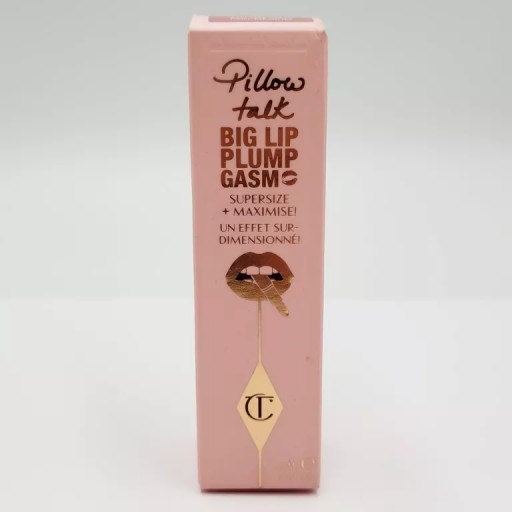 Pillow
talk
BIG LIP
PLUMP
GASM
SUPERSIZE
+ MAXIMISE!
UN EFFET SUR-
DIMENSIONNÉ!
CT